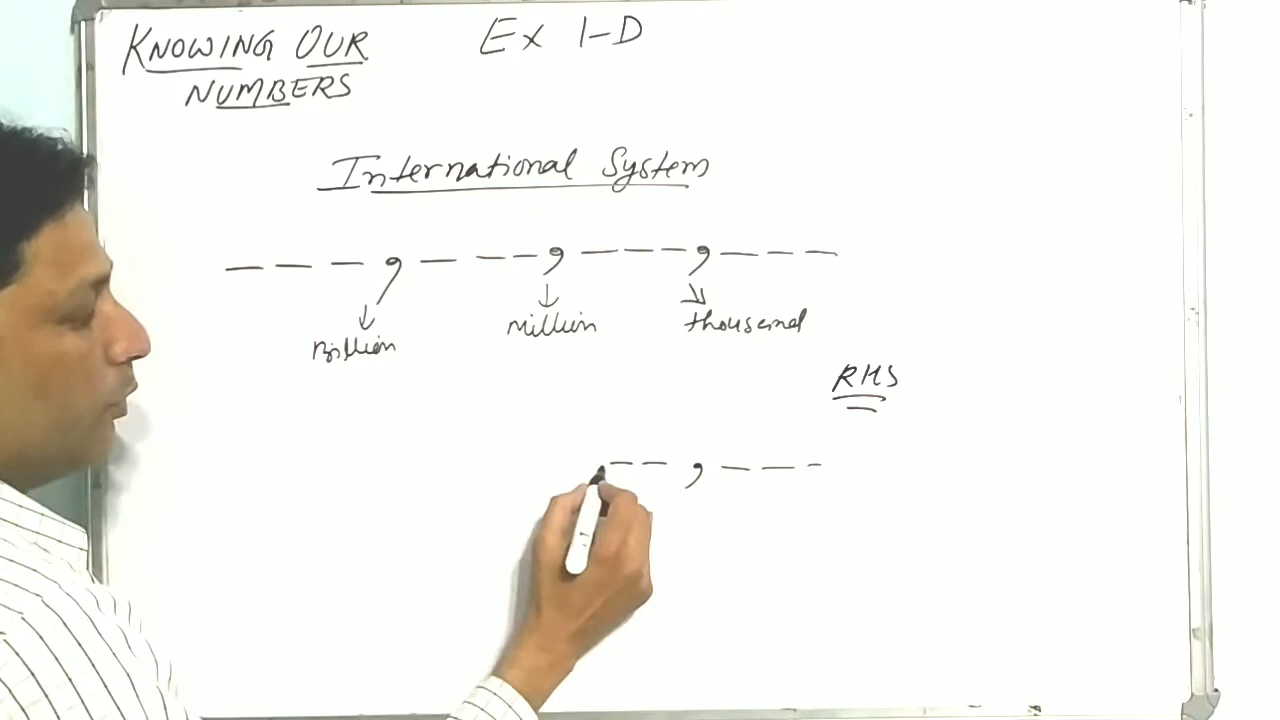 KNOWING OUR
NUMBERS
Ex 1-D
International System
— — — , — — — , — — — , — — —
Billion
Million
thousand
RHS
— — , — — -